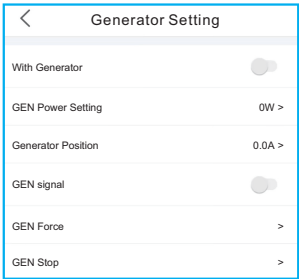 Generator Setting
With Generator
GEN Power Setting 0W >
Generator Position 0.0A >
GEN signal
GEN Force >
GEN Stop >